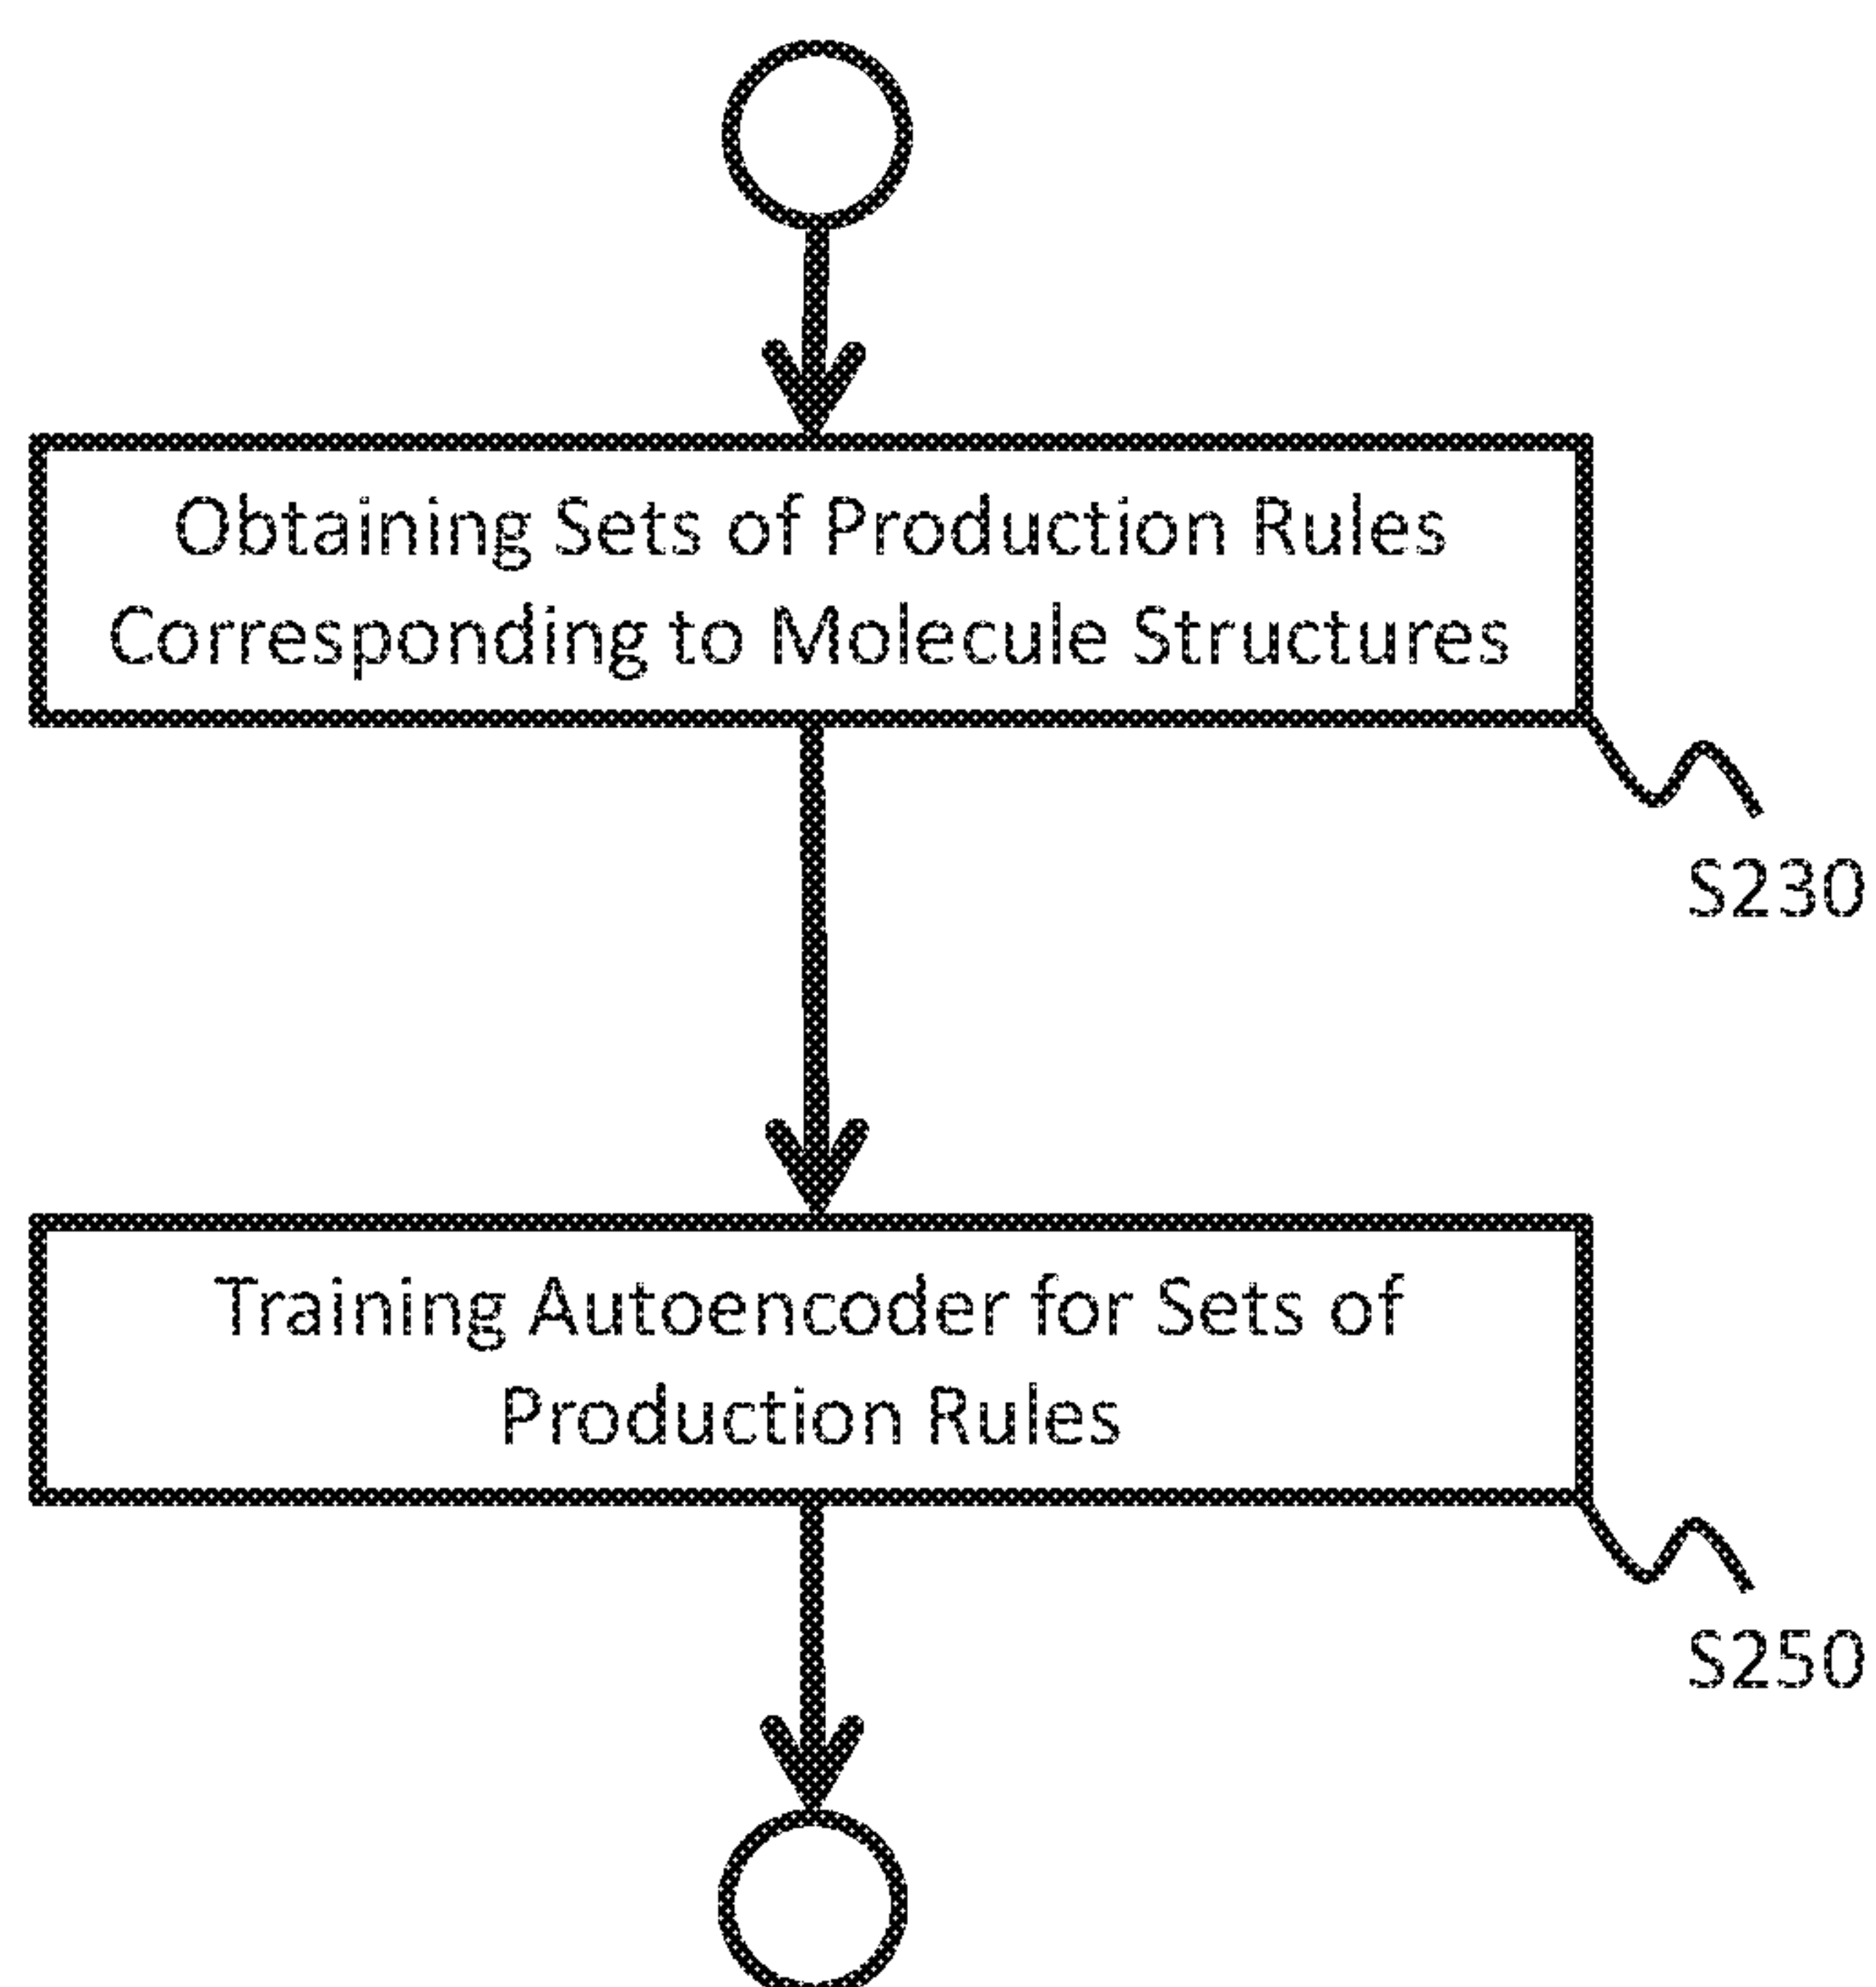 Obtaining Sets of Production Rules
Corresponding to Molecule Structures
S230
Training Autoencoder for Sets of
Production Rules
S250